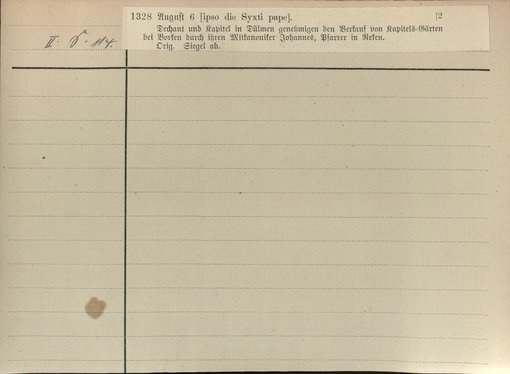 1328 August 6 [ipso die Syxti pape]. [2
Dechant und Kapitel in Dülmen genehmigen den Verkauf von Kapitels-Gärten
bei Borken durch ihren Mitkanoniker Johannes, Pfarrer in Reken.
Orig. Siegel ab.
II. 114.